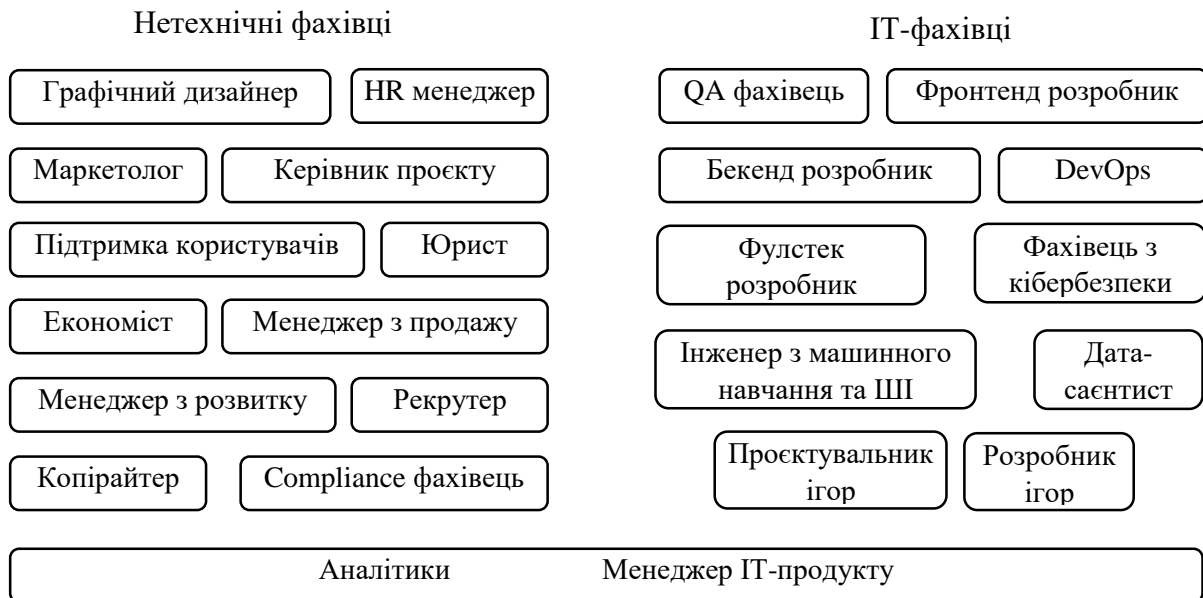 Нетехнічні фахівці
Графічний дизайнер
HR менеджер
Маркетолог
Керівник проєкту
Підтримка користувачів
Юрист
Економіст
Менеджер з продажу
Менеджер з розвитку
Рекрутер
Копірайтер
Compliance фахівець
ІТ-фахівці
QA фахівець
Фронтенд розробник
Бекенд розробник
DevOps
Фулстек
розробник
Фахівець з
кібербезпеки
Інженер з машинного
навчання та ШІ
Дата-
саєнтист
Проєктувальник
ігор
Розробник
ігор
Аналітики
Менеджер ІТ-продукту